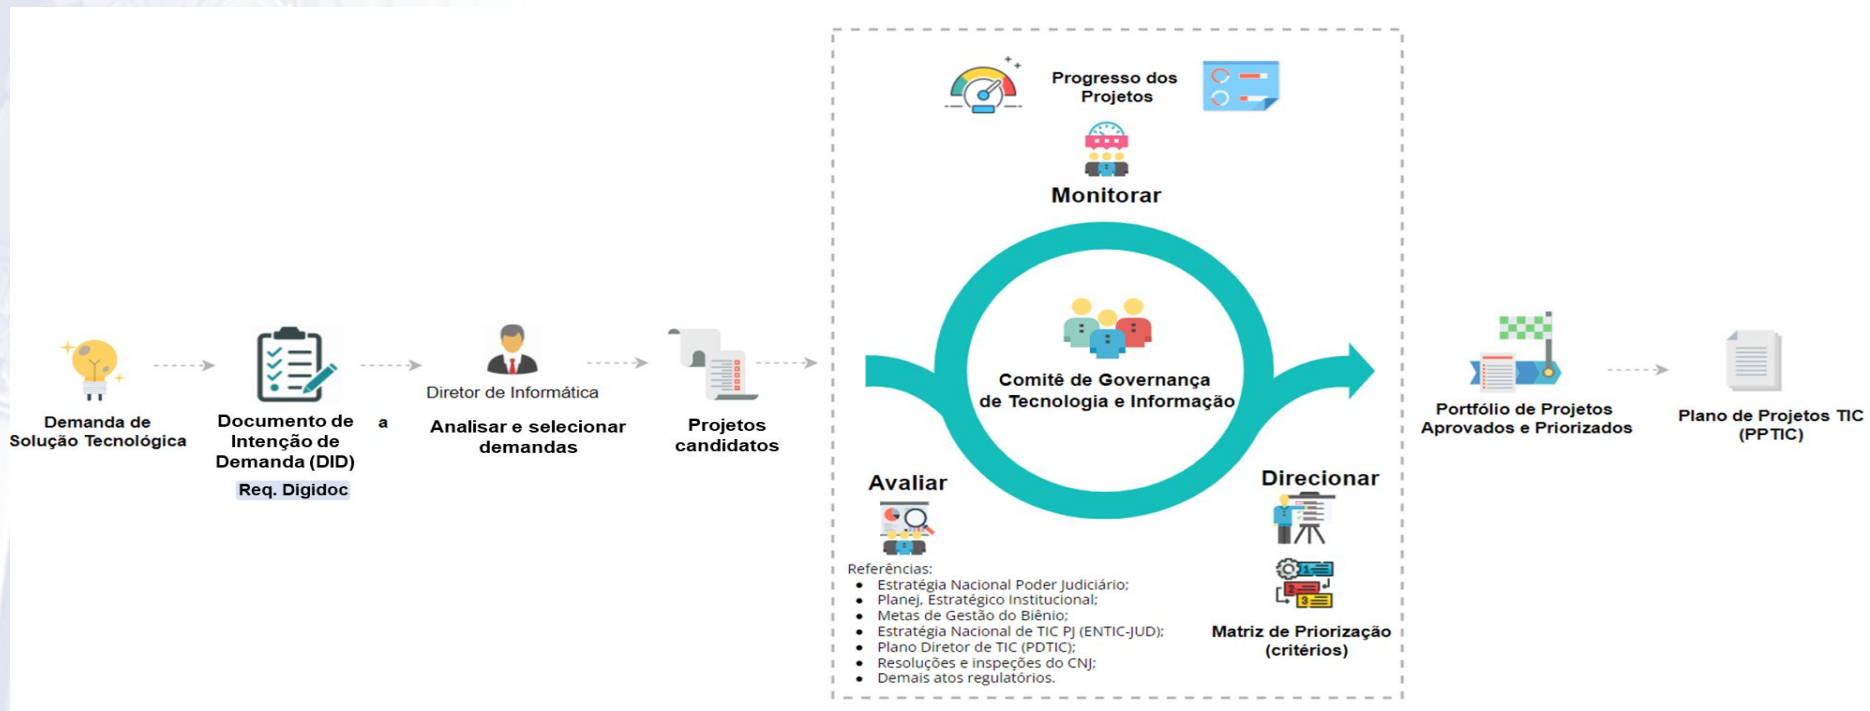 Demanda de
Solução Tecnológica
Documento de a
Intenção de
Demanda (DID)
Req. Digidoc
Diretor de Informática
Analisar e selecionar
demandas
Projetos
candidatos
Progresso dos
Projetos
Monitorar
Comitê de Governança
de Tecnologia e Informação
Avaliar
Referências:
• Estratégia Nacional Poder Judiciário;
• Planej, Estratégico Institucional;
• Metas de Gestão do Biênio;
• Estratégia Nacional de TIC PJ (ENTIC-JUD);
• Plano Diretor de TIC (PDTIC);
• Resoluções e inspeções do CNJ;
• Demais atos regulatórios.
Direcionar
1
2
3
Matriz de Priorização
(critérios)
Portfólio de Projetos
Aprovados e Priorizados
Plano de Projetos TIC
(PPTIC)